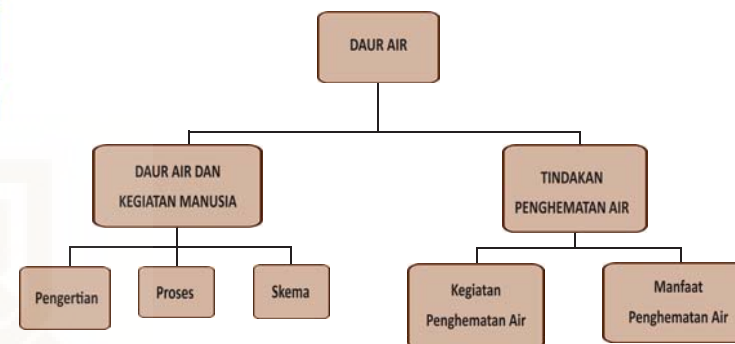 DAUR AIR
DAUR AIR DAN
KEGIATAN MANUSIA
TINDAKAN
PENGHEMATAN AIR
Pengertian
Proses
Skema
Kegiatan
Penghematan Air
Manfaat
Penghematan Air